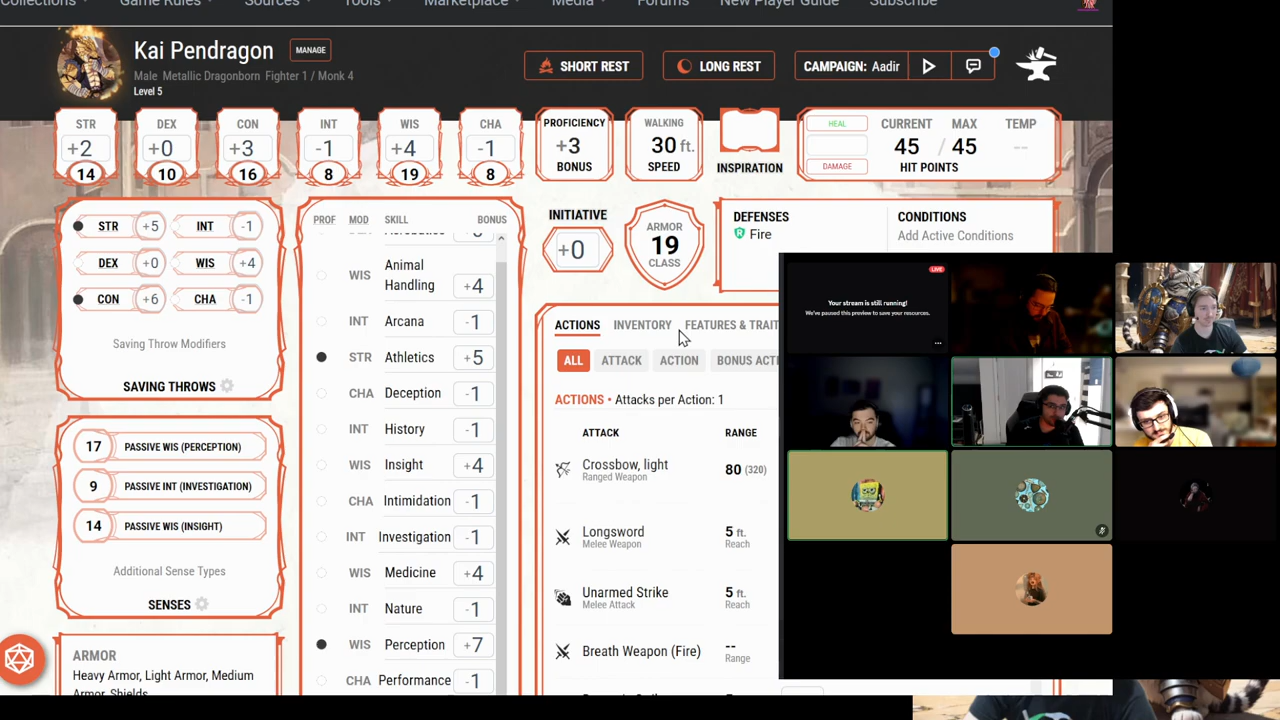 Collections Game Rules Sources Tools Marketplace Media Forums New Player Guide Subscribe
Kai Pendragon MANAGE
Male Metallic Dragonborn Fighter 1 / Monk 4
Level 5
SHORT REST LONG REST CAMPAIGN: Aadir
STR DEX CON INT WIS CHA
+2 +0 +3 -1 +4 -1
14 10 16 8 19 8
PROFICIENCY
+3
BONUS
WALKING
30 ft.
SPEED
INSPIRATION
HEAL
DAMAGE
CURRENT MAX TEMP
45 / 45 --
HIT POINTS
STR +5 INT -1
DEX +0 WIS +4
CON +6 CHA -1
Saving Throw Modifiers
SAVING THROWS
17 PASSIVE WIS (PERCEPTION)
9 PASSIVE INT (INVESTIGATION)
14 PASSIVE WIS (INSIGHT)
Additional Sense Types
SENSES
ARMOR
Heavy Armor, Light Armor, Medium
Armor, Shields
PROF MOD SKILL BONUS
WIS Animal Handling +4
INT Arcana -1
STR Athletics +5
CHA Deception -1
INT History -1
WIS Insight +4
CHA Intimidation -1
INT Investigation -1
WIS Medicine +4
INT Nature -1
WIS Perception +7
CHA Performance -1
INITIATIVE
+0
ARMOR
19
CLASS
DEFENSES
Fire
CONDITIONS
Add Active Conditions
ACTIONS INVENTORY FEATURES & TRAIT
ALL ATTACK ACTION BONUS ACTI
ACTIONS • Attacks per Action: 1
ATTACK RANGE
Crossbow, light 80 (320)
Ranged Weapon
Longsword 5 ft.
Melee Weapon Reach
Unarmed Strike 5 ft.
Melee Attack Reach
Breath Weapon (Fire) --
Range
LIVE
Your stream is still running!
We've paused this preview to save your resources.